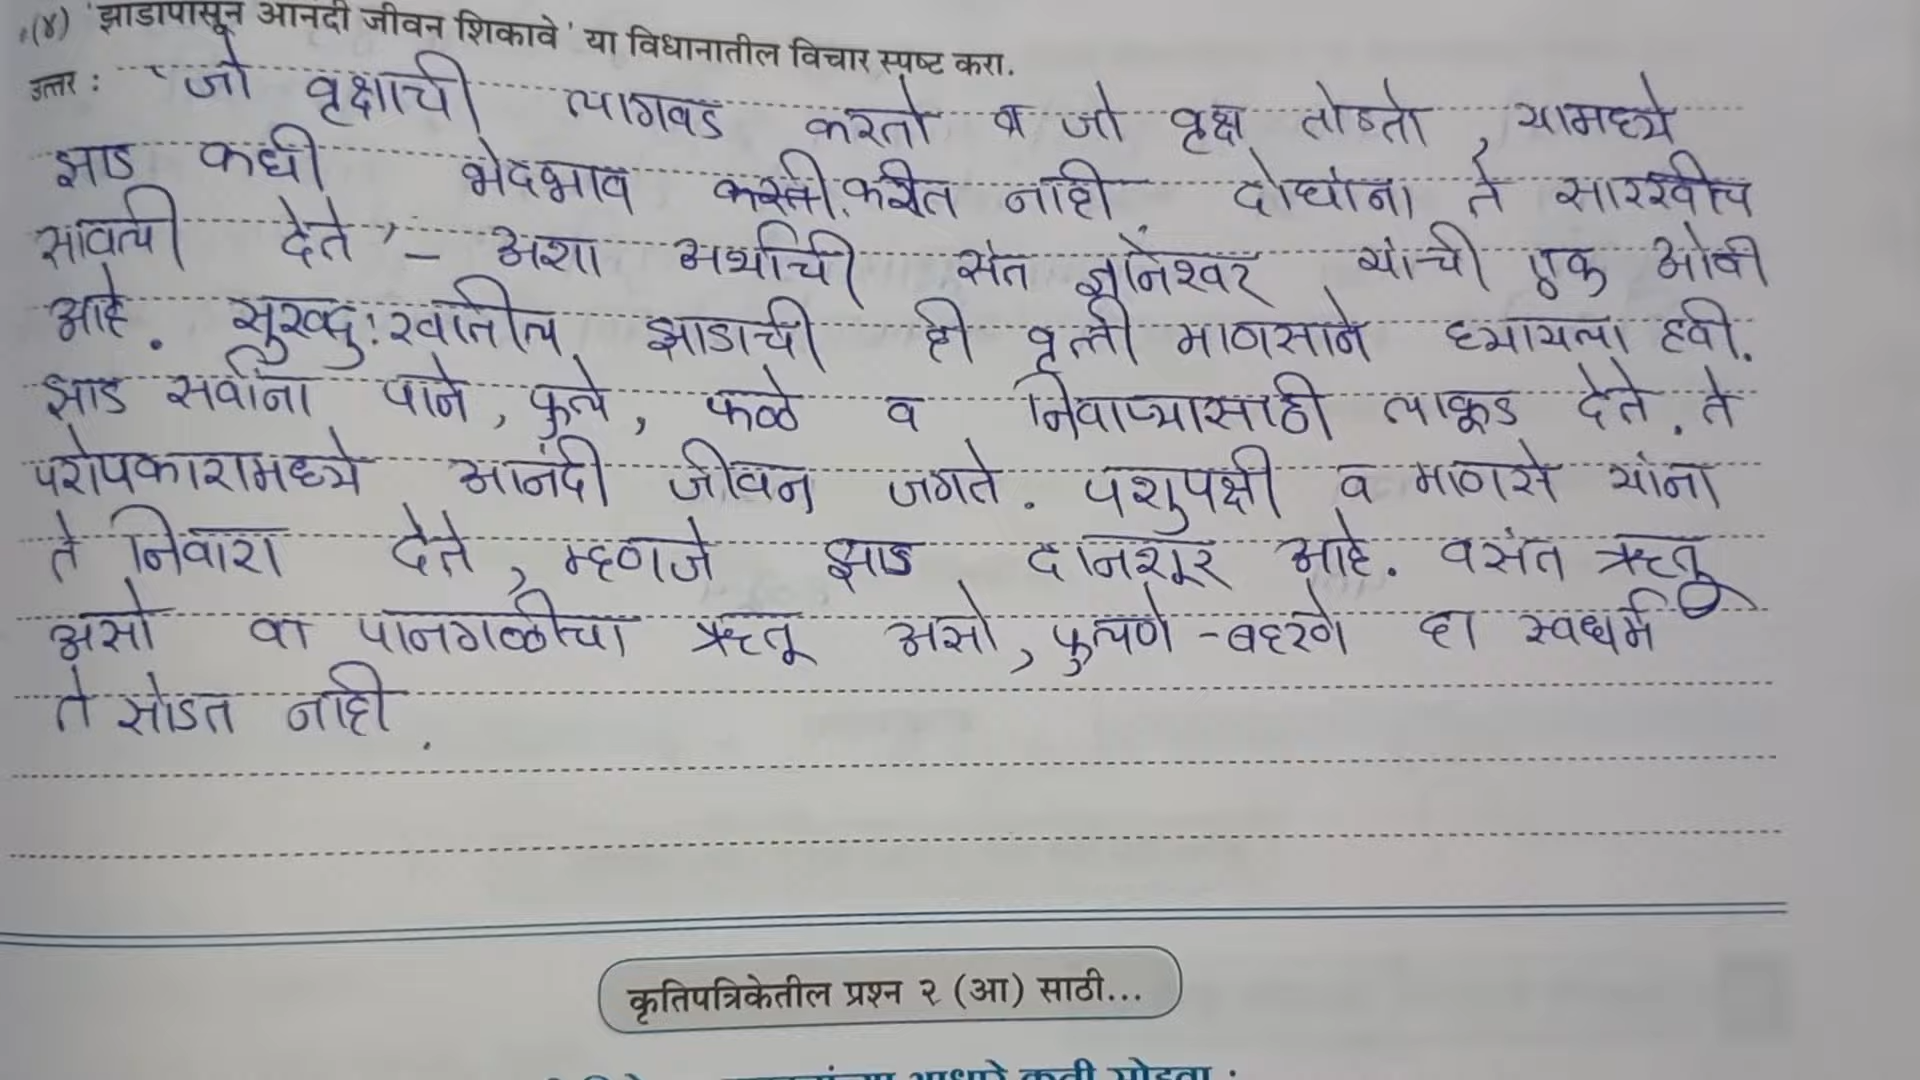 (४) 'झाडापासून आनंदी जीवन शिकावे' या विधानातील विचार स्पष्ट करा.
उत्तर : 'जो वृक्षाची लागवड करतो व जो वृक्ष तोडतो, यामध्ये
झाड कधी भेदभाव करीत नाही. दोघांना ते सारखीच
सावली देते' – अशा अर्थाची संत ज्ञानेश्वर यांची एक ओवी
आहे. सुखदुःखातील झाडाची ही वृत्ती माणसाने घ्यायला हवी.
झाड सर्वांना पाने, फुले, फळे व निवाऱ्यासाठी लाकूड देते. ते
परोपकारामध्ये आनंदी जीवन जगते. पशुपक्षी व माणसे यांना
ते निवारा देते, म्हणजे झाड दानशूर आहे. वसंत ऋतू
असो वा पानगळीचा ऋतू असो, फुलणे-बहरणे हा स्वधर्म
ते सोडत नाही.
कृतिपत्रिकेतील प्रश्न २ (आ) साठी...